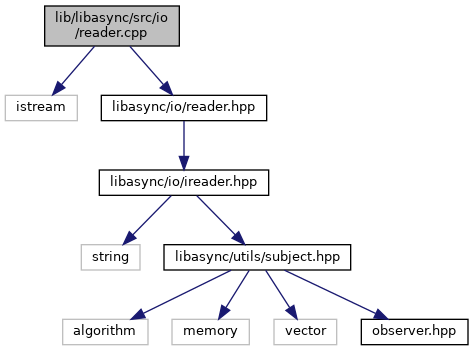 lib/libasync/src/io
/reader.cpp
istream
libasync/io/reader.hpp
libasync/io/ireader.hpp
string
libasync/utils/subject.hpp
algorithm
memory
vector
observer.hpp